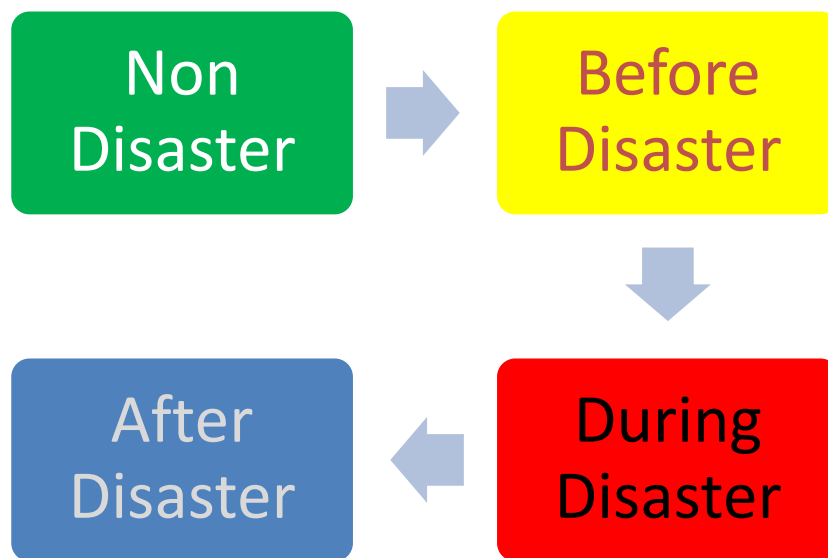 Non
Disaster
Before
Disaster
After
Disaster
During
Disaster